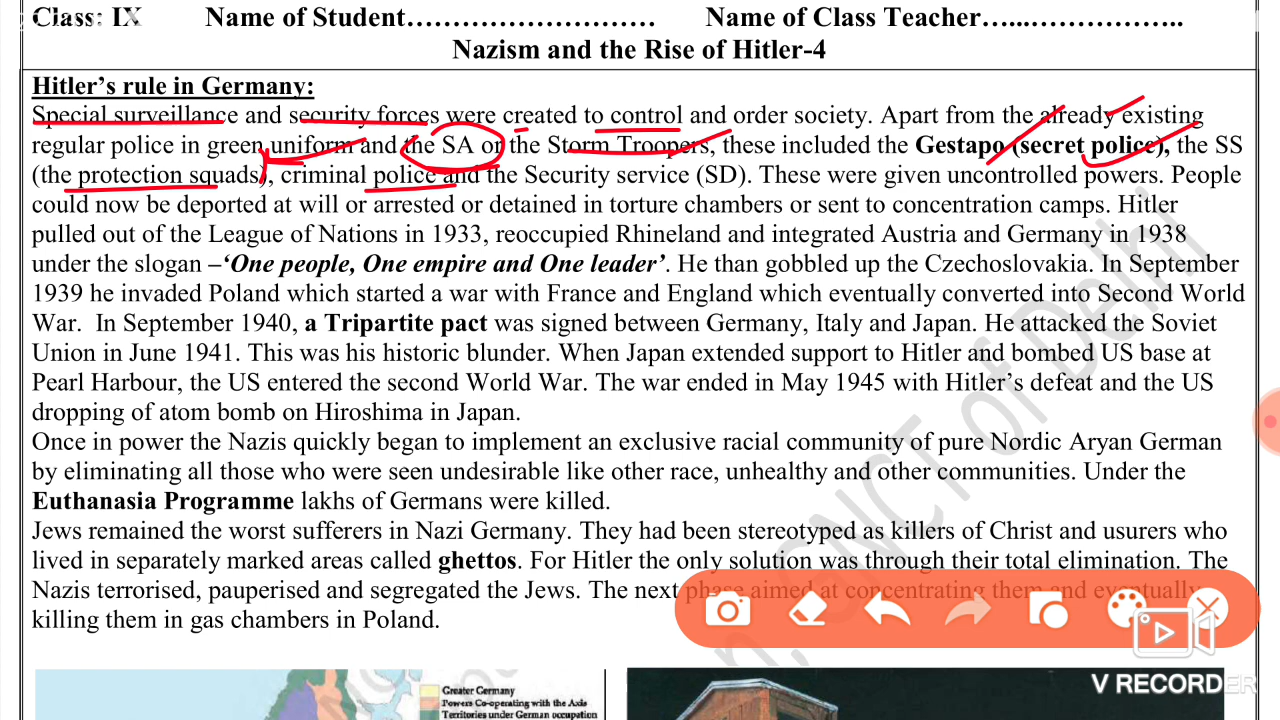 Class: IX Name of Student……………………… Name of Class Teacher…...……………..
Nazism and the Rise of Hitler-4
Hitler's rule in Germany:
Special surveillance and security forces were created to control and order society. Apart from the already existing
regular police in green uniform and the SA or the Storm Troopers, these included the Gestapo (secret police), the SS
(the protection squads), criminal police and the Security service (SD). These were given uncontrolled powers. People
could now be deported at will or arrested or detained in torture chambers or sent to concentration camps. Hitler
pulled out of the League of Nations in 1933, reoccupied Rhineland and integrated Austria and Germany in 1938
under the slogan –'One people, One empire and One leader'. He than gobbled up the Czechoslovakia. In September
1939 he invaded Poland which started a war with France and England which eventually converted into Second World
War. In September 1940, a Tripartite pact was signed between Germany, Italy and Japan. He attacked the Soviet
Union in June 1941. This was his historic blunder. When Japan extended support to Hitler and bombed US base at
Pearl Harbour, the US entered the second World War. The war ended in May 1945 with Hitler's defeat and the US
dropping of atom bomb on Hiroshima in Japan.
Once in power the Nazis quickly began to implement an exclusive racial community of pure Nordic Aryan German
by eliminating all those who were seen undesirable like other race, unhealthy and other communities. Under the
Euthanasia Programme lakhs of Germans were killed.
Jews remained the worst sufferers in Nazi Germany. They had been stereotyped as killers of Christ and usurers who
lived in separately marked areas called ghettos. For Hitler the only solution was through their total elimination. The
Nazis terrorised, pauperised and segregated the Jews. The next phase aimed at concentrating them and eventually
killing them in gas chambers in Poland.
n, GNCT of Delhi
V RECORDER
Greater Germany
Powers Co-operating with the Axis
Territories under German occupation